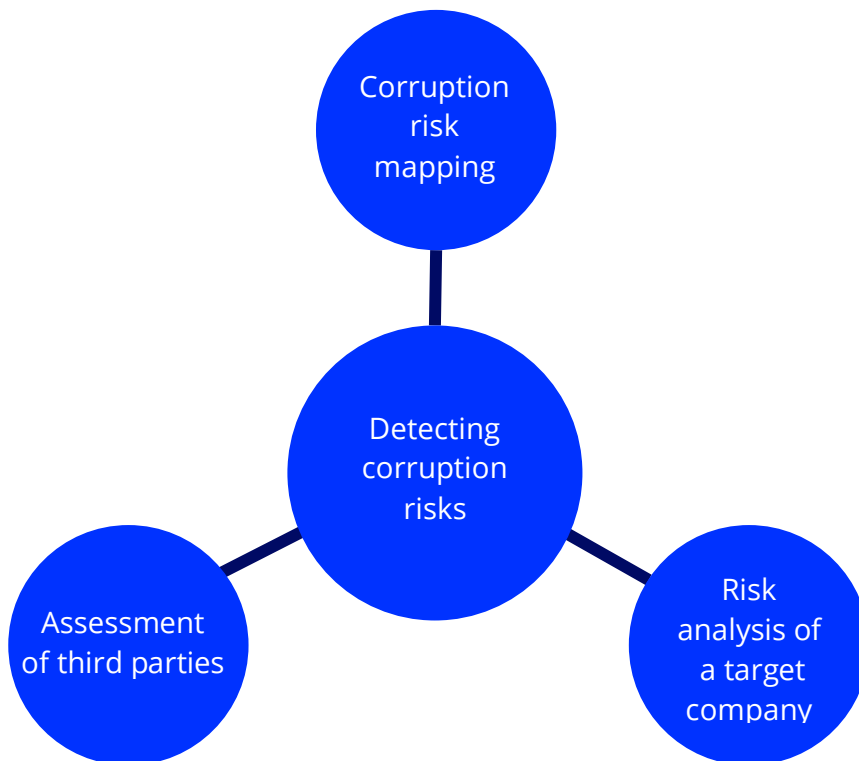 Corruption
risk
mapping
Detecting
corruption
risks
Assessment
of third parties
Risk
analysis of
a target
company